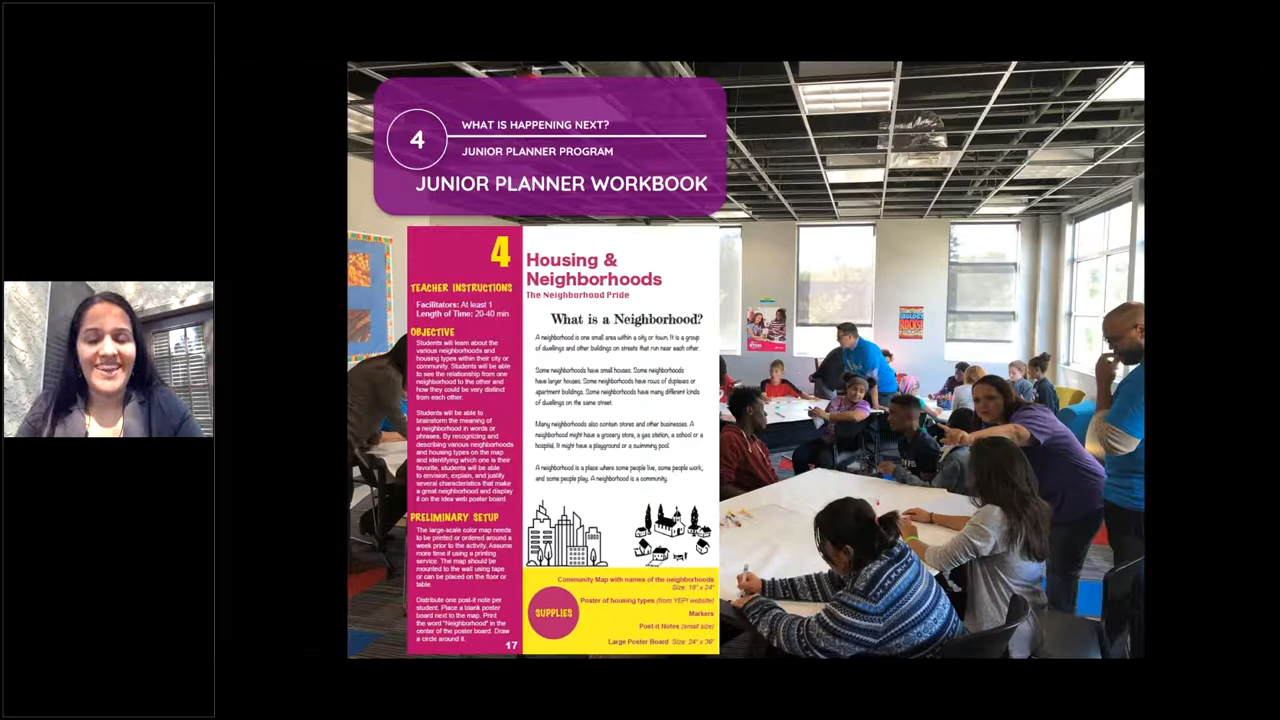 4
WHAT IS HAPPENING NEXT?
JUNIOR PLANNER PROGRAM
JUNIOR PLANNER WORKBOOK
4
TEACHER INSTRUCTIONS
Facilitators: At least 1
Length of Time: 20-40 min
OBJECTIVE
Students will learn about the
various neighborhoods and
housing types within their city or
community. Students will be able
to see the relationship from one
neighborhood to the other and
how they could be very distinct
from each other.
Students will be able to
brainstorm the meaning of
a neighborhood in words or
phrases. By recognizing and
describing various neighborhoods
and housing types on the map
and identifying which one is their
favorite, students will be able
to envision, explain, and justify
several characteristics that make
a great neighborhood and display
it on the idea web poster board
PRELIMINARY SETUP
The large-scale color map needs
to be printed or ordered around a
week prior to the activity. Assume
more time if using a printing
service. The map should be
mounted to the wall using tape
or can be placed on the floor or
table.
Distribute one post-it note per
student. Place a blank poster
board next to the map. Print
the word "Neighborhood" in the
center of the poster board. Draw
a circle around it.
17
Housing &
Neighborhoods
The Neighborhood Pride
What is a Neighborhood?
A neighborhood is one small area within a city or town. It is a group
of dwellings and other buildings on streets that run near each other.
Some neighborhoods have small houses. Some neighborhoods
have larger houses. Some neighborhoods have rows of duplexes or
apartment buildings. Some neighborhoods have many different kinds
of dwellings on the same street.
Many neighborhoods also contain stores and other businesses. A
neighborhood might have a grocery store, a gas station, a school or a
hospital. It might have a playground or a swimming pool.
A neighborhood is a place where some people live, some people work,
and some people play. A neighborhood is a community.
SUPPLIES
Community Map with names of the neighborhoods
Size: 18" x 24"
Poster of housing types (from YEP! website)
Markers
Post-it Notes (small size)
Large Poster Board Size: 24" x 36"